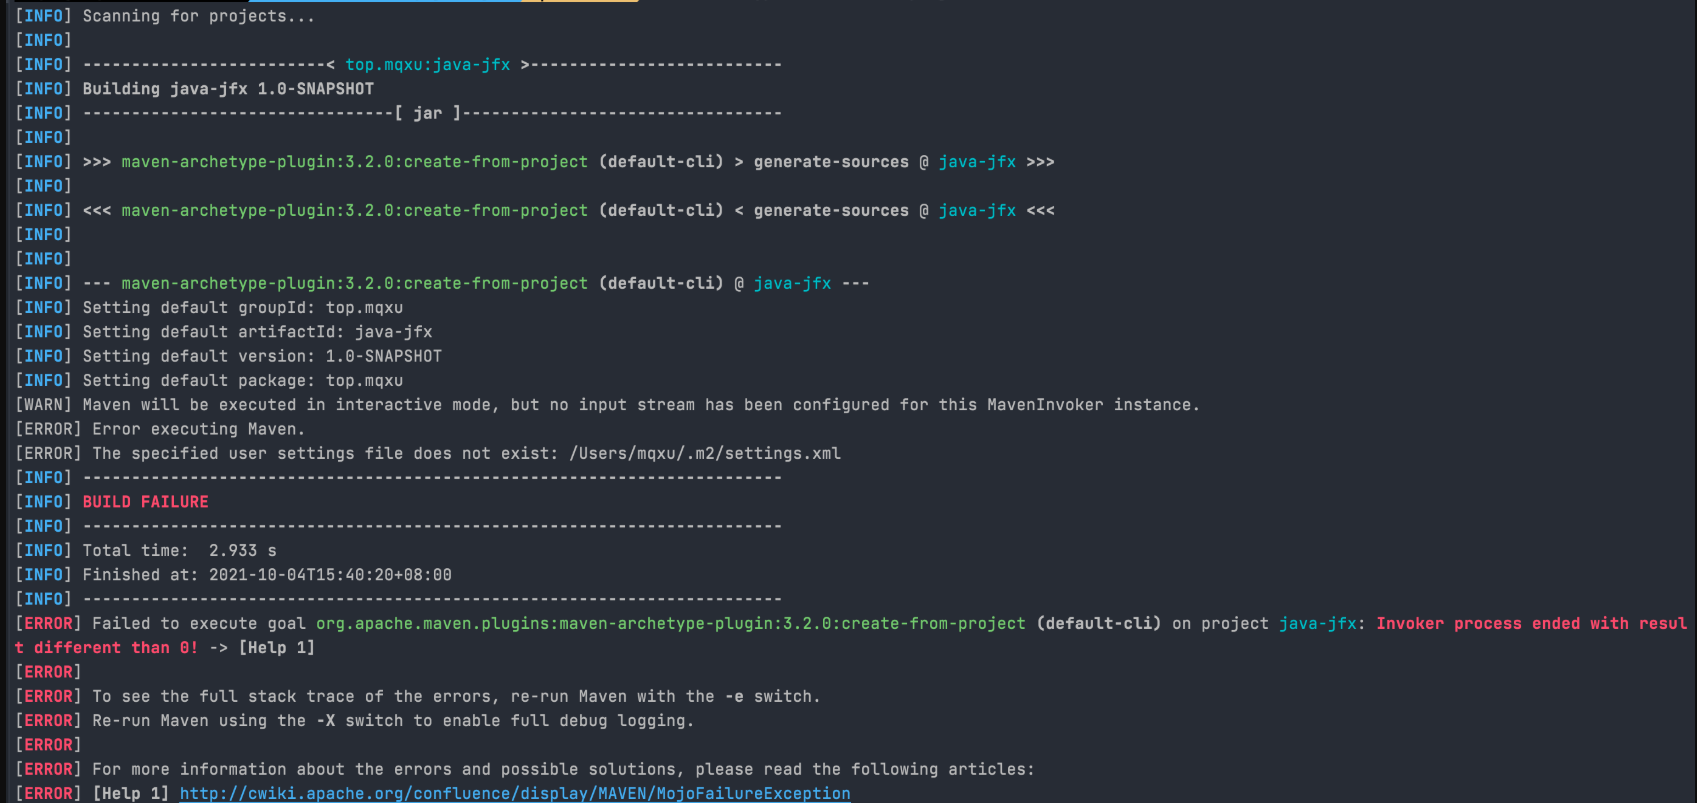 [INFO] Scanning for projects...
[INFO]
[INFO] -------------------------< top.mqxu:java-jfx >--------------------------
[INFO] Building java-jfx 1.0-SNAPSHOT
[INFO] --------------------------------[ jar ]---------------------------------
[INFO]
[INFO] >>> maven-archetype-plugin:3.2.0:create-from-project (default-cli) > generate-sources @ java-jfx >>>
[INFO]
[INFO] <<< maven-archetype-plugin:3.2.0:create-from-project (default-cli) < generate-sources @ java-jfx <<<
[INFO]
[INFO]
[INFO] --- maven-archetype-plugin:3.2.0:create-from-project (default-cli) @ java-jfx ---
[INFO] Setting default groupId: top.mqxu
[INFO] Setting default artifactId: java-jfx
[INFO] Setting default version: 1.0-SNAPSHOT
[INFO] Setting default package: top.mqxu
[WARN] Maven will be executed in interactive mode, but no input stream has been configured for this MavenInvoker instance.
[ERROR] Error executing Maven.
[ERROR] The specified user settings file does not exist: /Users/mqxu/.m2/settings.xml
[INFO] ------------------------------------------------------------------------
[INFO] BUILD FAILURE
[INFO] ------------------------------------------------------------------------
[INFO] Total time:  2.933 s
[INFO] Finished at: 2021-10-04T15:40:20+08:00
[INFO] ------------------------------------------------------------------------
[ERROR] Failed to execute goal org.apache.maven.plugins:maven-archetype-plugin:3.2.0:create-from-project (default-cli) on project java-jfx: Invoker process ended with resul
t different than 0! -> [Help 1]
[ERROR]
[ERROR] To see the full stack trace of the errors, re-run Maven with the -e switch.
[ERROR] Re-run Maven using the -X switch to enable full debug logging.
[ERROR]
[ERROR] For more information about the errors and possible solutions, please read the following articles:
[ERROR] [Help 1] http://cwiki.apache.org/confluence/display/MAVEN/MojoFailureException